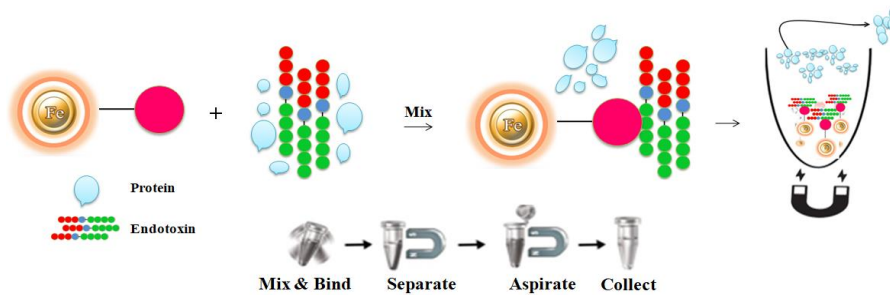 Fe
+
Mix
Fe
Protein
Endotoxin
Mix & Bind
Separate
Aspirate
Collect